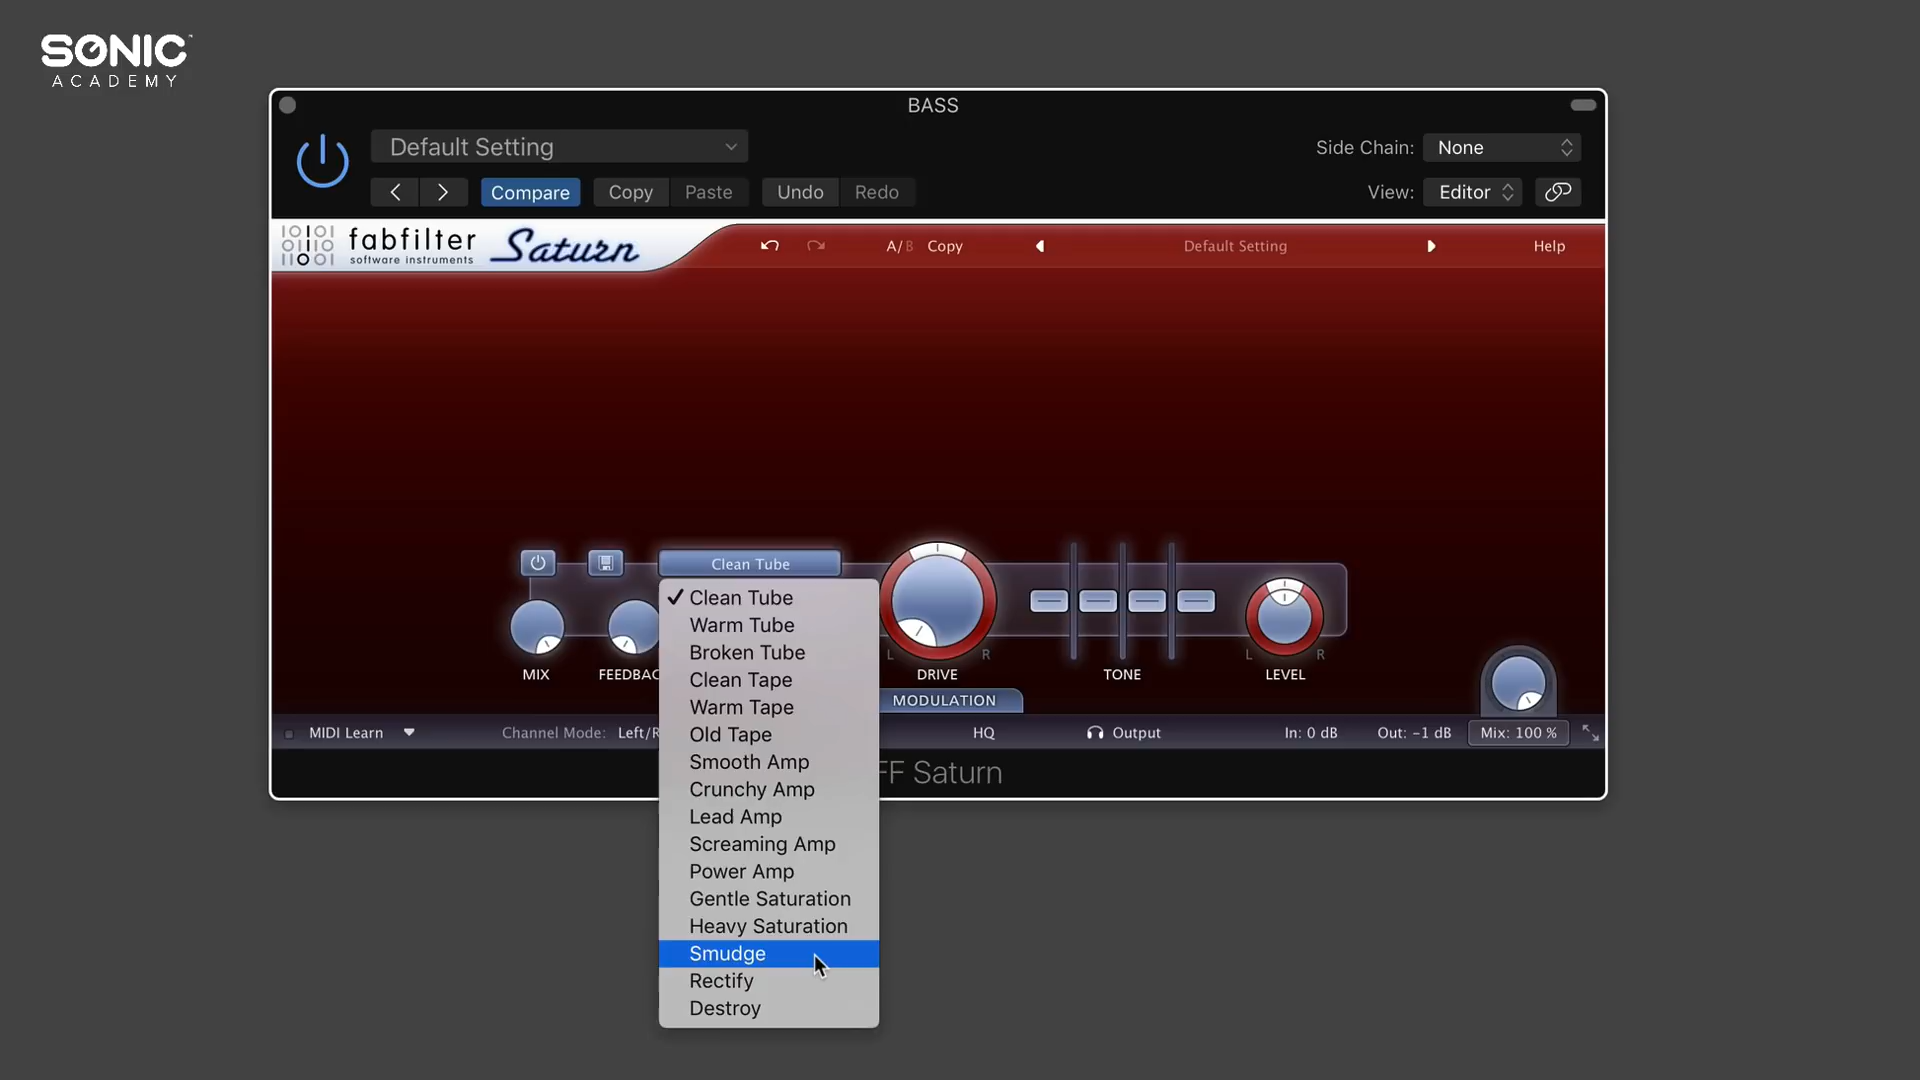 SONIC™
ACADEMY
BASS
Default Setting
Side Chain: None
Compare Copy Paste Undo Redo
View: Editor
fabfilter
software instruments
Saturn
A/B Copy Default Setting Help
Clean Tube
✓ Clean Tube
Warm Tube
Broken Tube
Clean Tape
Warm Tape
Old Tape
Smooth Amp
Crunchy Amp
Lead Amp
Screaming Amp
Power Amp
Gentle Saturation
Heavy Saturation
Smudge
Rectify
Destroy
L R
L R
MIX FEEDBAC DRIVE TONE LEVEL
MODULATION
MIDI Learn Channel Mode: Left/R HQ Output In: 0 dB Out: -1 dB Mix: 100 %
FF Saturn